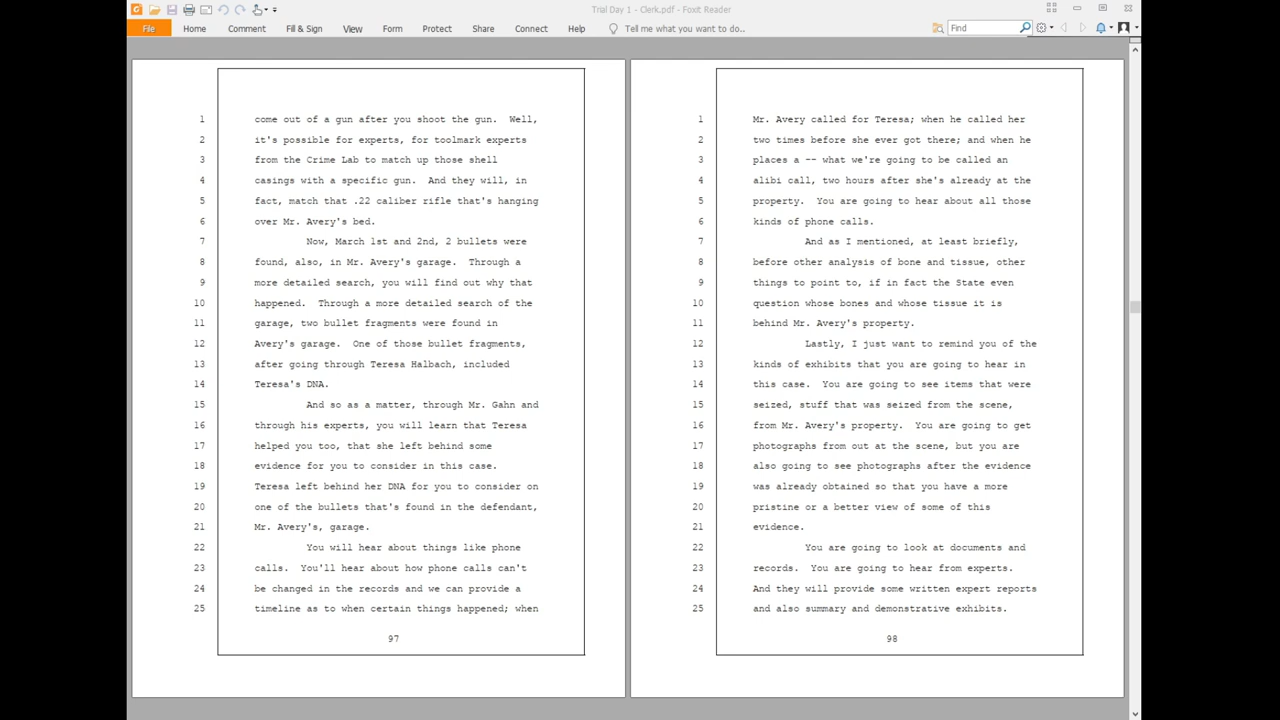 Trial Day 1 - Clerk.pdf - Foxit Reader
File Home Comment Fill & Sign View Form Protect Share Connect Help Tell me what you want to do.. Find
1 come out of a gun after you shoot the gun. Well,
2 it's possible for experts, for toolmark experts
3 from the Crime Lab to match up those shell
4 casings with a specific gun. And they will, in
5 fact, match that .22 caliber rifle that's hanging
6 over Mr. Avery's bed.
7 Now, March 1st and 2nd, 2 bullets were
8 found, also, in Mr. Avery's garage. Through a
9 more detailed search, you will find out why that
10 happened. Through a more detailed search of the
11 garage, two bullet fragments were found in
12 Avery's garage. One of those bullet fragments,
13 after going through Teresa Halbach, included
14 Teresa's DNA.
15 And so as a matter, through Mr. Gahn and
16 through his experts, you will learn that Teresa
17 helped you too, that she left behind some
18 evidence for you to consider in this case.
19 Teresa left behind her DNA for you to consider on
20 one of the bullets that's found in the defendant,
21 Mr. Avery's, garage.
22 You will hear about things like phone
23 calls. You'll hear about how phone calls can't
24 be changed in the records and we can provide a
25 timeline as to when certain things happened; when
97
1 Mr. Avery called for Teresa; when he called her
2 two times before she ever got there; and when he
3 places a -- what we're going to be called an
4 alibi call, two hours after she's already at the
5 property. You are going to hear about all those
6 kinds of phone calls.
7 And as I mentioned, at least briefly,
8 before other analysis of bone and tissue, other
9 things to point to, if in fact the State even
10 question whose bones and whose tissue it is
11 behind Mr. Avery's property.
12 Lastly, I just want to remind you of the
13 kinds of exhibits that you are going to hear in
14 this case. You are going to see items that were
15 seized, stuff that was seized from the scene,
16 from Mr. Avery's property. You are going to get
17 photographs from out at the scene, but you are
18 also going to see photographs after the evidence
19 was already obtained so that you have a more
20 pristine or a better view of some of this
21 evidence.
22 You are going to look at documents and
23 records. You are going to hear from experts.
24 And they will provide some written expert reports
25 and also summary and demonstrative exhibits.
98